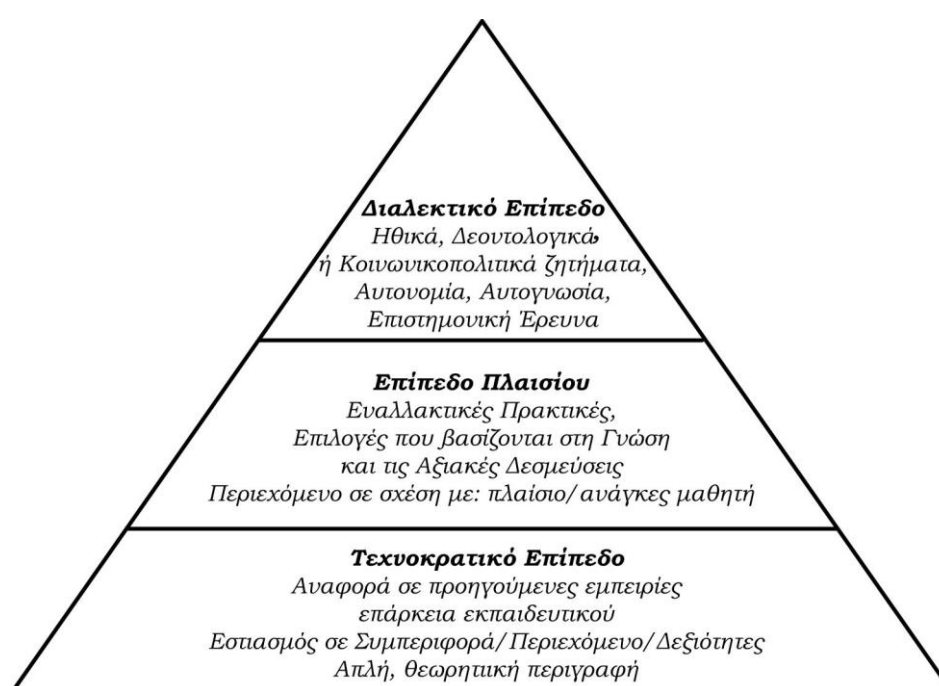 Διαλεκτικό Επίπεδο
Ηθικά, Δεοντολογικά,
ή Κοινωνικοπολιτικά ζητήματα,
Αυτονομία, Αυτογνωσία,
Επιστημονική Έρευνα
Επίπεδο Πλαισίου
Εναλλακτικές Πρακτικές,
Επιλογές που βασίζονται στη Γνώση
και τις Αξιακές Δεσμεύσεις
Περιεχόμενο σε σχέση με: πλαίσιο/ανάγκες μαθητή
Τεχνοκρατικό Επίπεδο
Αναφορά σε προηγούμενες εμπειρίες
επάρκεια εκπαιδευτικού
Εστιασμός σε Συμπεριφορά/Περιεχόμενο/Δεξιότητες
Απλή, θεωρητιική περιγραφή